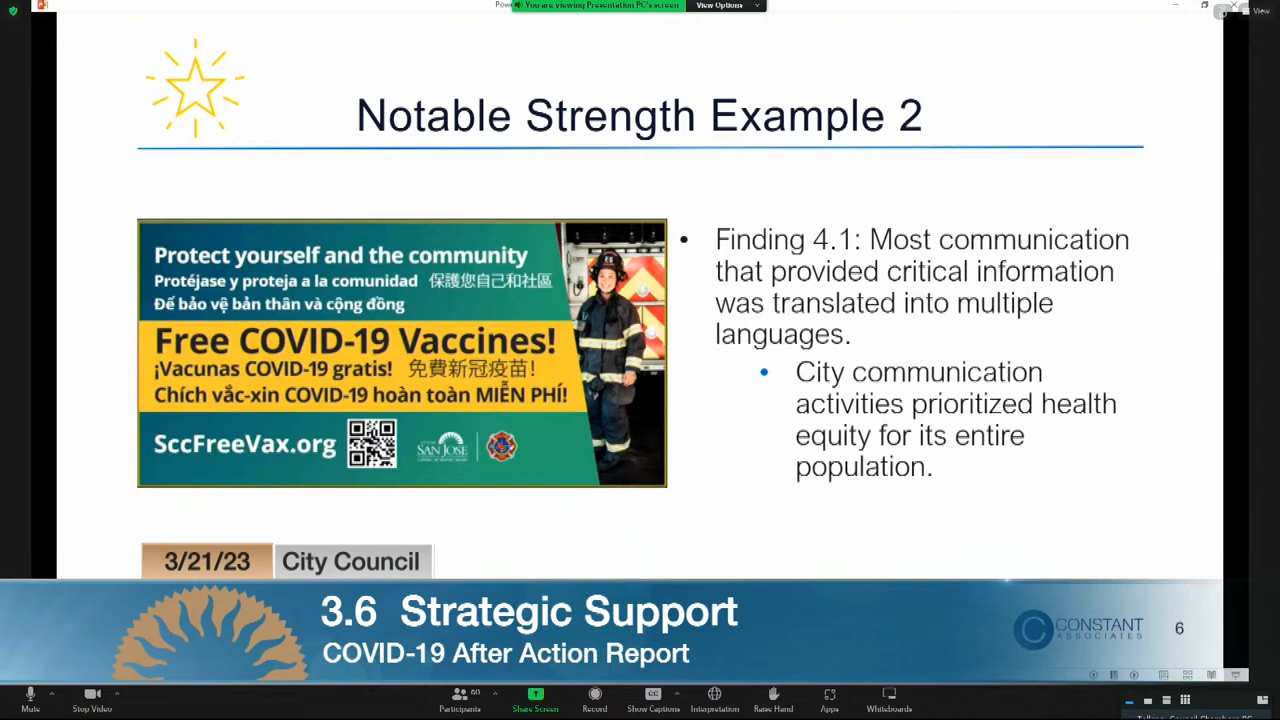 You are viewing Presentation PC's screen
View Options
View
Notable Strength Example 2
Protect yourself and the community
Protéjase y proteja a la comunidad 保護您自己和社區
Để bảo vệ bản thân và cộng đồng
Free COVID-19 Vaccines!
¡Vacunas COVID-19 gratis! 免費新冠疫苗!
Chích vắc-xin COVID-19 hoàn toàn MIỄN PHÍ!
SccFreeVax.org
SAN JOSE
• Finding 4.1: Most communication
that provided critical information
was translated into multiple
languages.
• City communication
activities prioritized health
equity for its entire
population.
3/21/23 City Council
3.6 Strategic Support
COVID-19 After Action Report
CONSTANT
ASSOCIATES
6
Mute
Stop Video
Participants
60
Share Screen
Record
CC
Show Captions
Interpretation
Raise Hand
Apps
Whiteboards